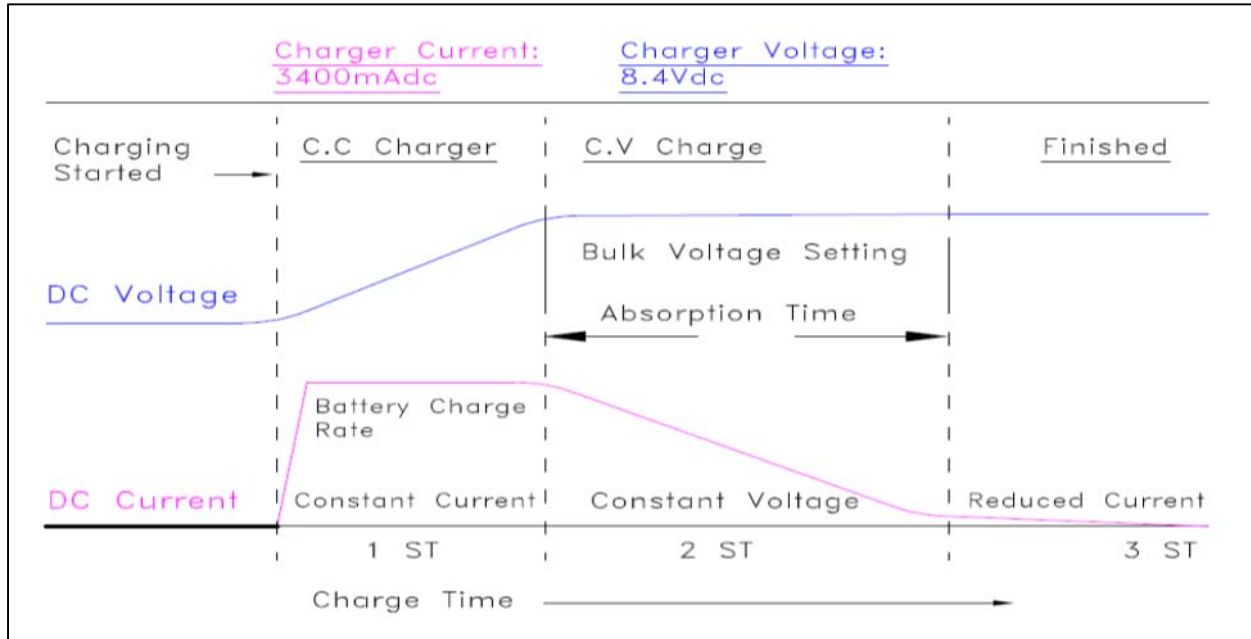 Charger Current:
3400mAdc
Charger Voltage:
8.4Vdc
Charging
Started
C.C Charger
C.V Charge
Finished
Bulk Voltage Setting
DC Voltage
Absorption Time
Battery Charge
Rate
DC Current
Constant Current
Constant Voltage
Reduced Current
1 ST
2 ST
3 ST
Charge Time